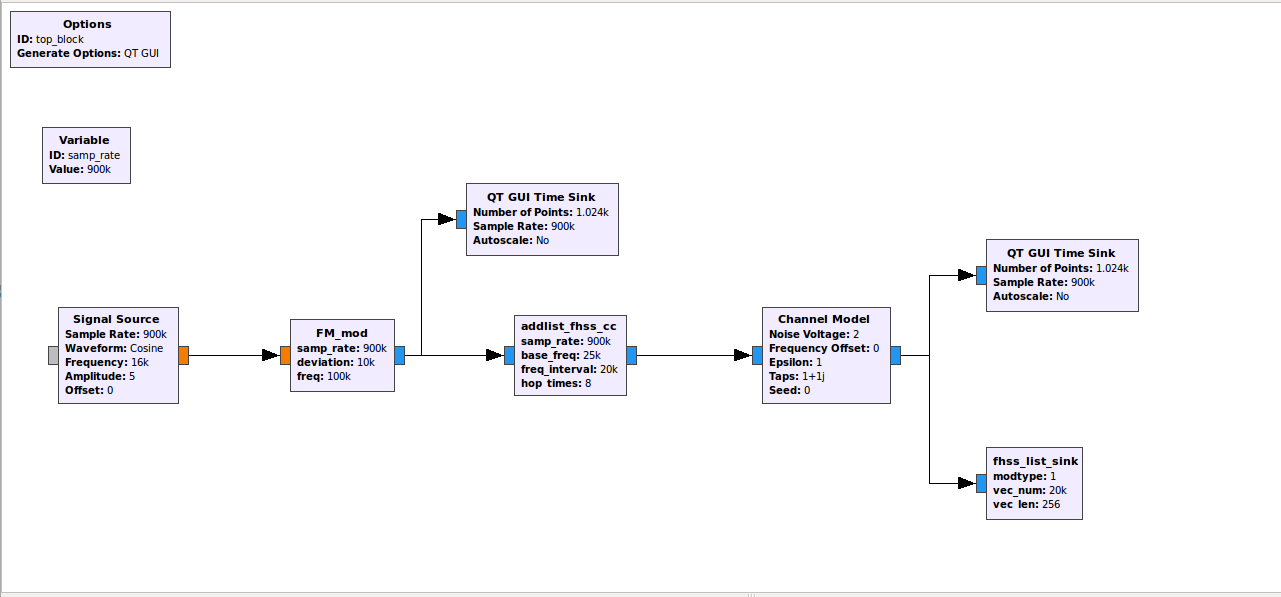 Options
ID: top_block
Generate Options: QT GUI
Variable
ID: samp_rate
Value: 900k
QT GUI Time Sink
Number of Points: 1.024k
Sample Rate: 900k
Autoscale: No
QT GUI Time Sink
Number of Points: 1.024k
Sample Rate: 900k
Autoscale: No
Signal Source
Sample Rate: 900k
Waveform: Cosine
Frequency: 16k
Amplitude: 5
Offset: 0
FM_mod
samp_rate: 900k
deviation: 10k
freq: 100k
addlist_fhss_cc
samp_rate: 900k
base_freq: 25k
freq_interval: 20k
hop_times: 8
Channel Model
Noise Voltage: 2
Frequency Offset: 0
Epsilon: 1
Taps: 1+1j
Seed: 0
fhss_list_sink
modtype: 1
vec_num: 20k
vec_len: 256